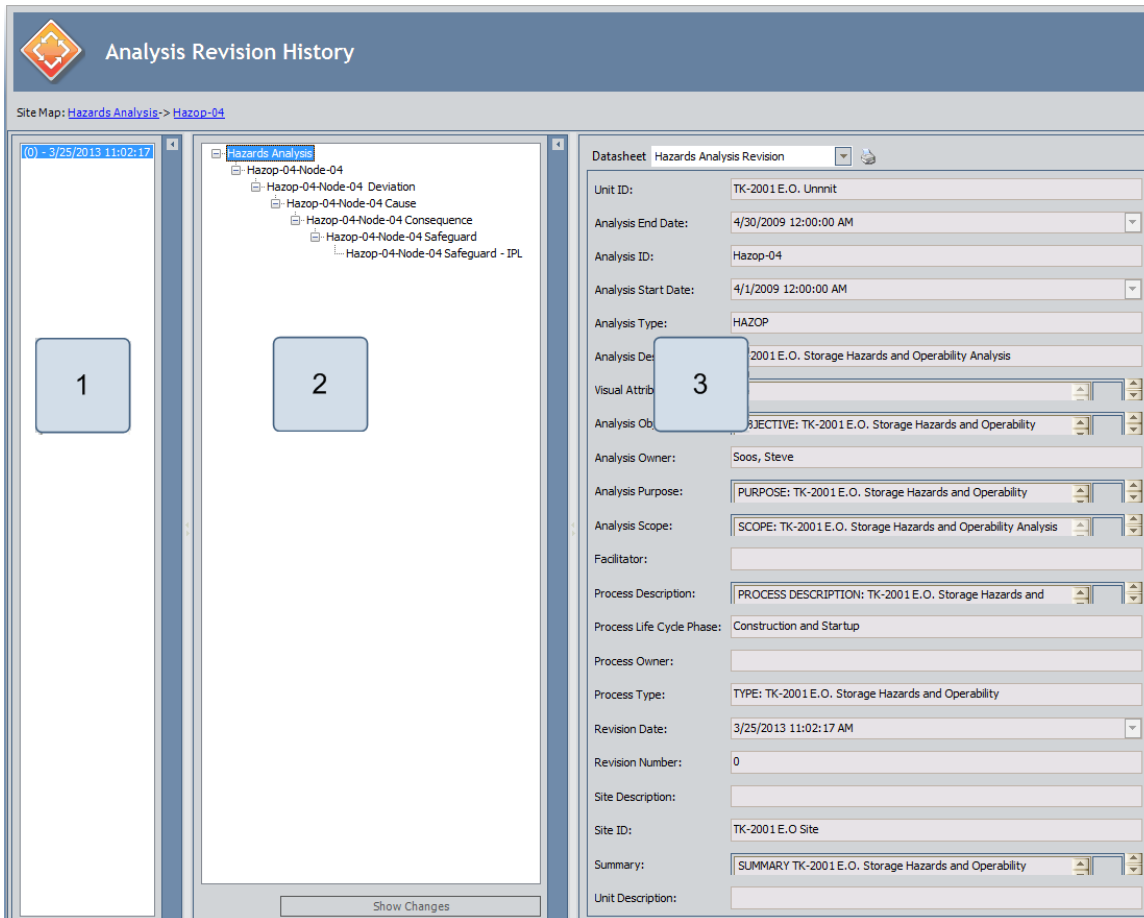 Analysis Revision History
Site Map: Hazards Analysis-> Hazop-04
(0) - 3/25/2013 11:02:17
1
Hazards Analysis
Hazop-04-Node-04
Hazop-04-Node-04 Deviation
Hazop-04-Node-04 Cause
Hazop-04-Node-04 Consequence
Hazop-04-Node-04 Safeguard
Hazop-04-Node-04 Safeguard - IPL
2
Show Changes
Datasheet Hazards Analysis Revision
Unit ID: TK-2001 E.O. Unnnit
Analysis End Date: 4/30/2009 12:00:00 AM
Analysis ID: Hazop-04
Analysis Start Date: 4/1/2009 12:00:00 AM
Analysis Type: HAZOP
Analysis Des 2001 E.O. Storage Hazards and Operability Analysis
Visual Attrib
3
Analysis Ob BJECTIVE: TK-2001 E.O. Storage Hazards and Operability
Analysis Owner: Soos, Steve
Analysis Purpose: PURPOSE: TK-2001 E.O. Storage Hazards and Operability
Analysis Scope: SCOPE: TK-2001 E.O. Storage Hazards and Operability Analysis
Facilitator:
Process Description: PROCESS DESCRIPTION: TK-2001 E.O. Storage Hazards and
Process Life Cycle Phase: Construction and Startup
Process Owner:
Process Type: TYPE: TK-2001 E.O. Storage Hazards and Operability
Revision Date: 3/25/2013 11:02:17 AM
Revision Number: 0
Site Description:
Site ID: TK-2001 E.O Site
Summary: SUMMARY TK-2001 E.O. Storage Hazards and Operability
Unit Description: